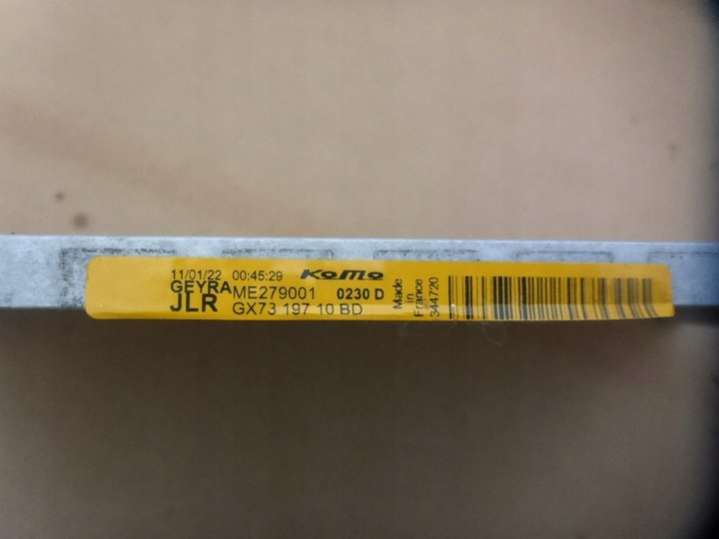 11/01/22 00:45:29 KoMo
GEYRA ME279001 0230 D
JLR GX73 197 10 BD
Made
in
France
344720